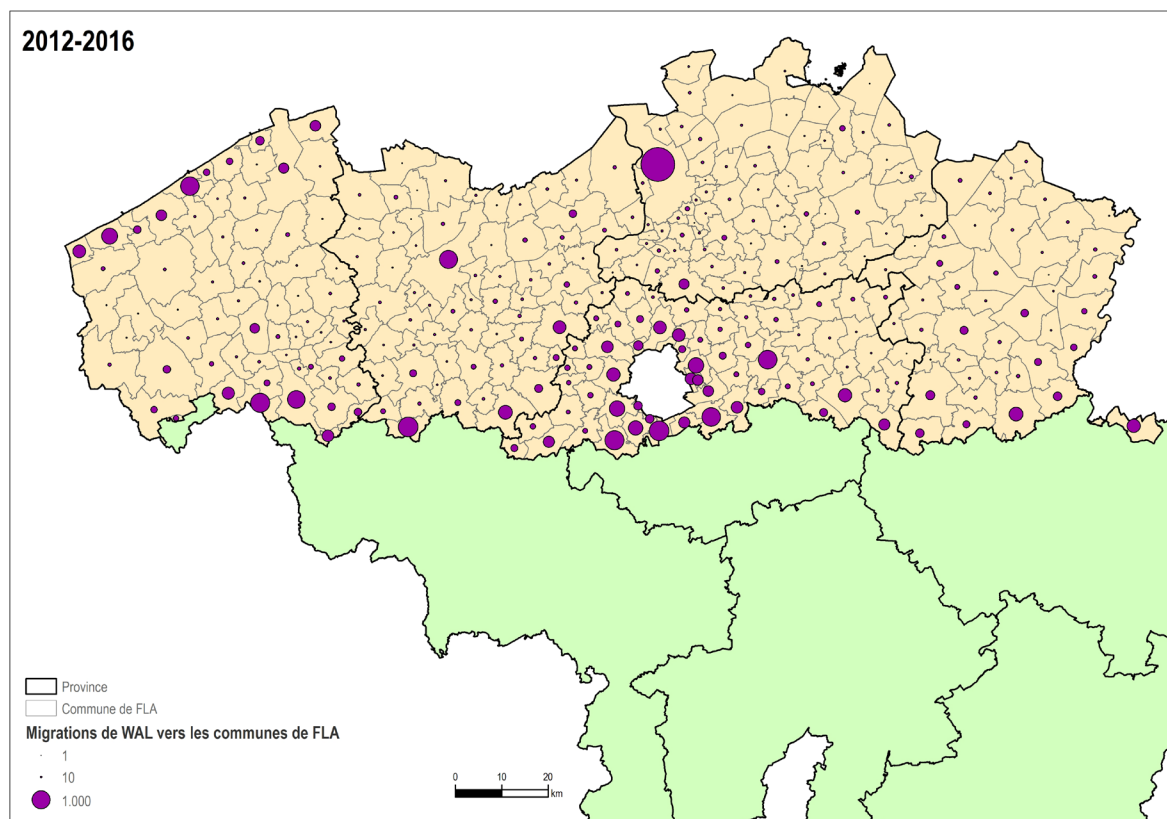 2012-2016
Province
Commune de FLA
Migrations de WAL vers les communes de FLA
1
10
1.000
0 10 20
km